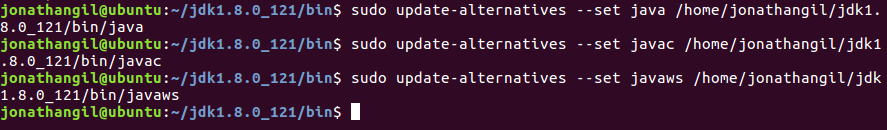 jonathangil@ubuntu:~/jdk1.8.0_121/bin$ sudo update-alternatives --set java /home/jonathangil/jdk1.
8.0_121/bin/java
jonathangil@ubuntu:~/jdk1.8.0_121/bin$ sudo update-alternatives --set javac /home/jonathangil/jdk1
.8.0_121/bin/javac
jonathangil@ubuntu:~/jdk1.8.0_121/bin$ sudo update-alternatives --set javaws /home/jonathangil/jdk
1.8.0_121/bin/javaws
jonathangil@ubuntu:~/jdk1.8.0_121/bin$